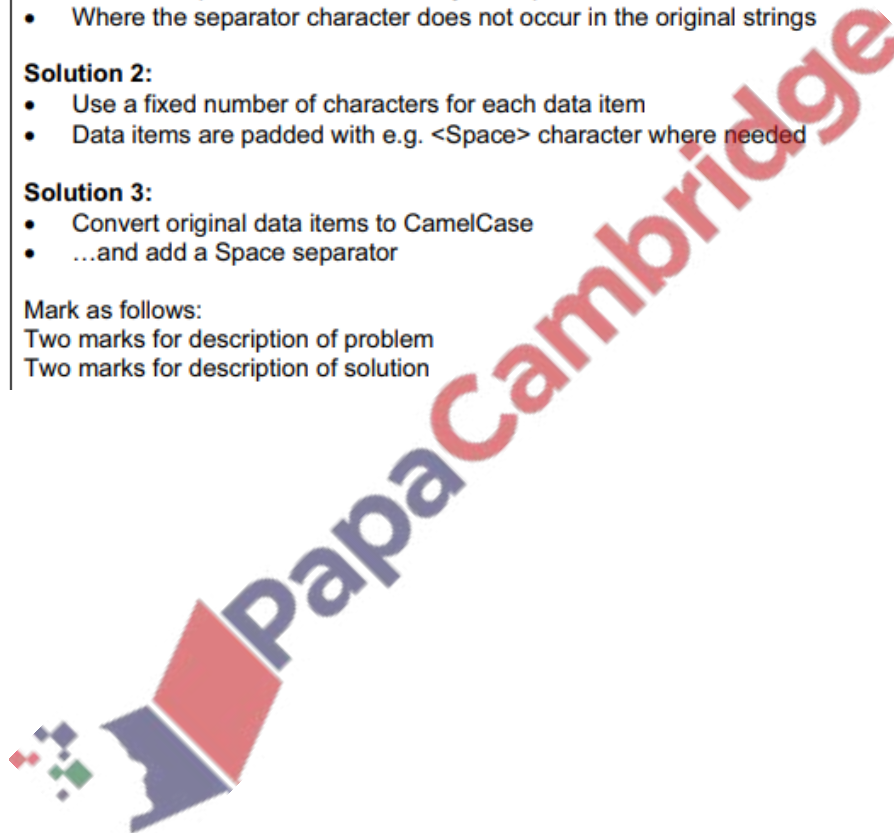 • Where the separator character does not occur in the original strings
Solution 2:
• Use a fixed number of characters for each data item
• Data items are padded with e.g. <Space> character where needed
Solution 3:
• Convert original data items to CamelCase
• …and add a Space separator
Mark as follows:
Two marks for description of problem
Two marks for description of solution
PapaCambridge